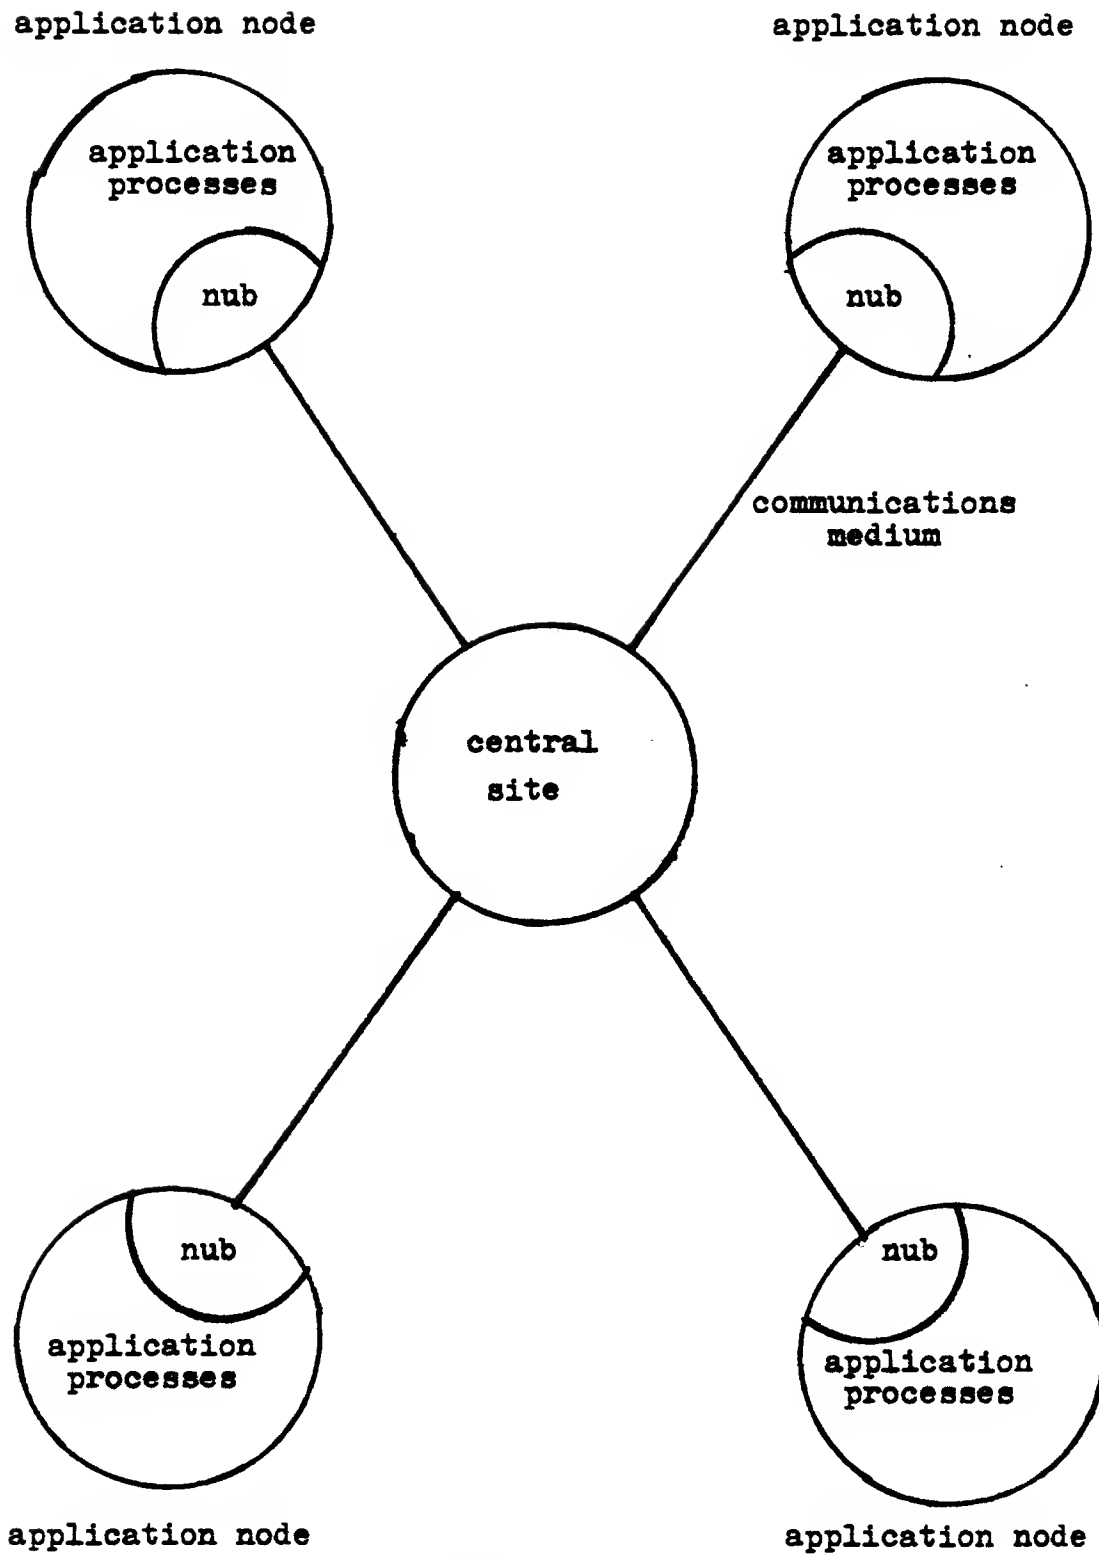 application node
application node
application
processes
nub
application
processes
nub
communications
medium
central
site
nub
application
processes
nub
application
processes
application node
application node